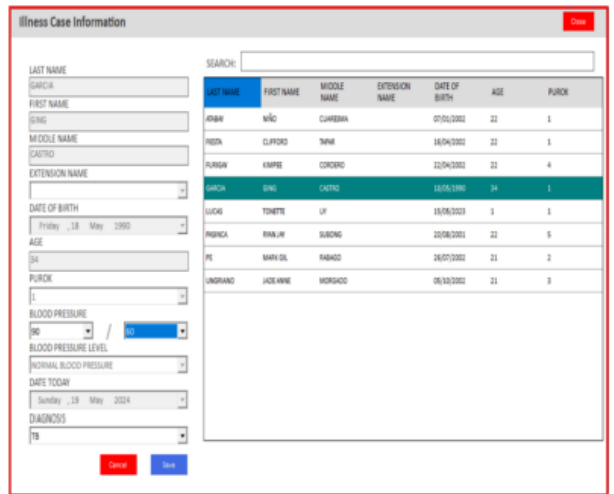 Illness Case Information
Close
LAST NAME
GARCIA
FIRST NAME
GING
MIDDLE NAME
CASTRO
EXTENSION NAME
DATE OF BIRTH
Friday , 18 May 1990
AGE
34
PUROK
1
BLOOD PRESSURE
90 / 60
BLOOD PRESSURE LEVEL
NORMAL BLOOD PRESSURE
DATE TODAY
Sunday , 19 May 2024
DIAGNOSIS
TB
Cancel Save
SEARCH:
LAST NAME FIRST NAME MIDDLE NAME EXTENSION NAME DATE OF BIRTH AGE PUROK
ATABAY NIÑO CUARESMA 07/01/2002 22 1
FIESTA CLIFFORD TAPAR 16/04/2002 22 1
FURIGAY KIMPEE CORDERO 22/04/2002 22 4
GARCIA GING CASTRO 18/05/1990 34 1
LUCAS TONETTE UY 15/05/2023 1 1
PASINCA RYAN JAY SUBONG 20/08/2001 22 5
PE MARK GIL RABAGO 26/07/2002 21 2
UNGRIANO JADE ANNE MORGADO 05/10/2002 21 3